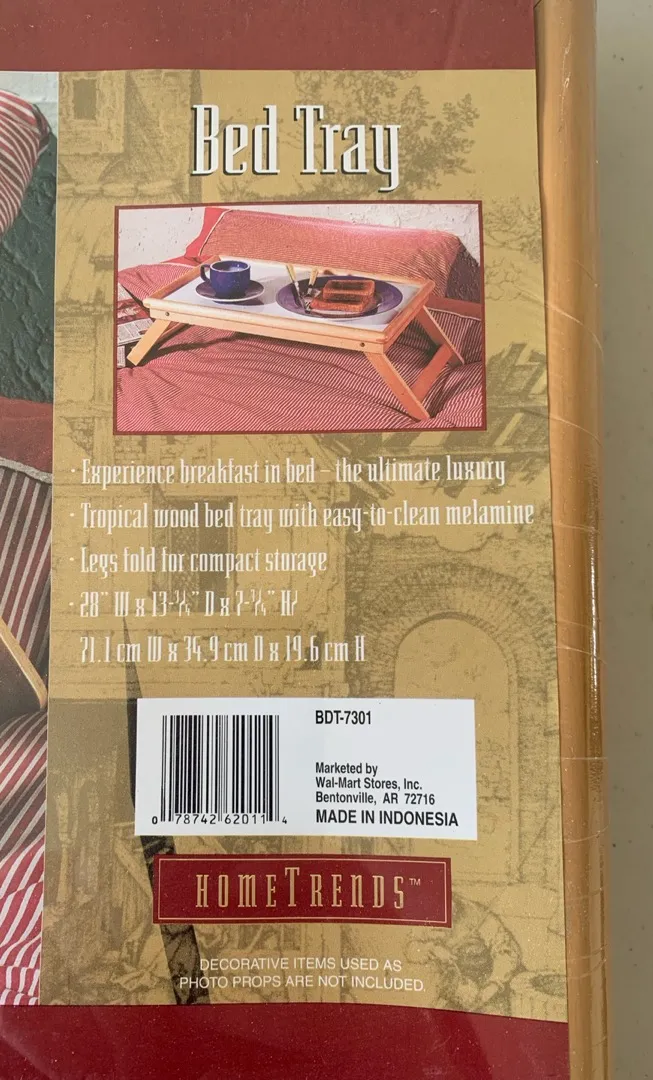 Bed Tray
· Experience breakfast in bed – the ultimate luxury
· Tropical wood bed tray with easy-to-clean melamine
· Legs fold for compact storage
· 28" W x 13-¾" D x 7-¾" H/
71.1 cm W x 34.9 cm D x 19.6 cm H
BDT-7301
Marketed by
Wal-Mart Stores, Inc.
Bentonville, AR 72716
MADE IN INDONESIA
0 78742 62011 4
HOMETRENDS™
DECORATIVE ITEMS USED AS
PHOTO PROPS ARE NOT INCLUDED.